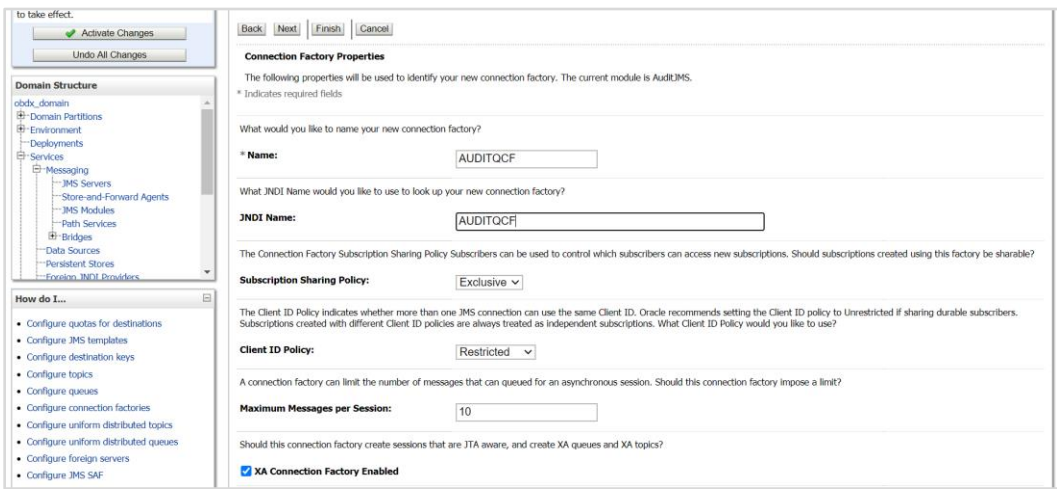 to take effect.
Activate Changes
Undo All Changes
Domain Structure
obdx_domain
Domain Partitions
Environment
Deployments
Services
Messaging
JMS Servers
Store-and-Forward Agents
JMS Modules
Path Services
Bridges
Data Sources
Persistent Stores
Foreign JNDI Providers
How do I...
Configure quotas for destinations
Configure JMS templates
Configure destination keys
Configure topics
Configure queues
Configure connection factories
Configure uniform distributed topics
Configure uniform distributed queues
Configure foreign servers
Configure JMS SAF
Back Next Finish Cancel
Connection Factory Properties
The following properties will be used to identify your new connection factory. The current module is AuditJMS.
* Indicates required fields
What would you like to name your new connection factory?
* Name: AUDITQCF
What JNDI Name would you like to use to look up your new connection factory?
JNDI Name: AUDITQCF
The Connection Factory Subscription Sharing Policy Subscribers can be used to control which subscribers can access new subscriptions. Should subscriptions created using this factory be sharable?
Subscription Sharing Policy: Exclusive
The Client ID Policy indicates whether more than one JMS connection can use the same Client ID. Oracle recommends setting the Client ID policy to Unrestricted if sharing durable subscribers.
Subscriptions created with different Client ID policies are always treated as independent subscriptions. What Client ID Policy would you like to use?
Client ID Policy: Restricted
A connection factory can limit the number of messages that can queued for an asynchronous session. Should this connection factory impose a limit?
Maximum Messages per Session: 10
Should this connection factory create sessions that are JTA aware, and create XA queues and XA topics?
XA Connection Factory Enabled